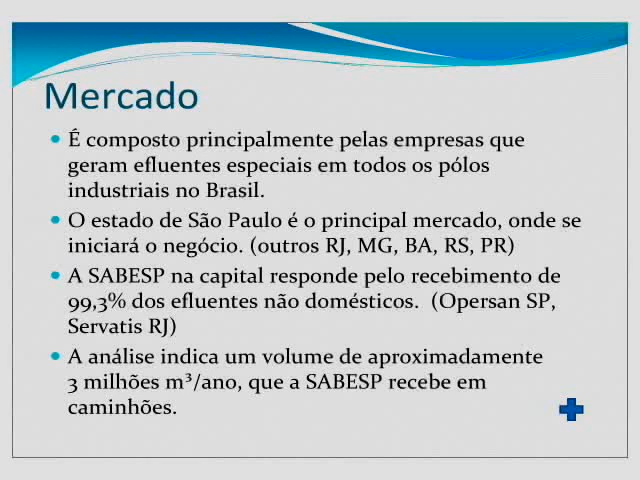 Mercado
É composto principalmente pelas empresas que
geram efluentes especiais em todos os pólos
industriais no Brasil.
O estado de São Paulo é o principal mercado, onde se
iniciará o negócio. (outros RJ, MG, BA, RS, PR)
A SABESP na capital responde pelo recebimento de
99,3% dos efluentes não domésticos.  (Opersan SP,
Servatis RJ)
A análise indica um volume de aproximadamente
3 milhões m³/ano, que a SABESP recebe em
caminhões.